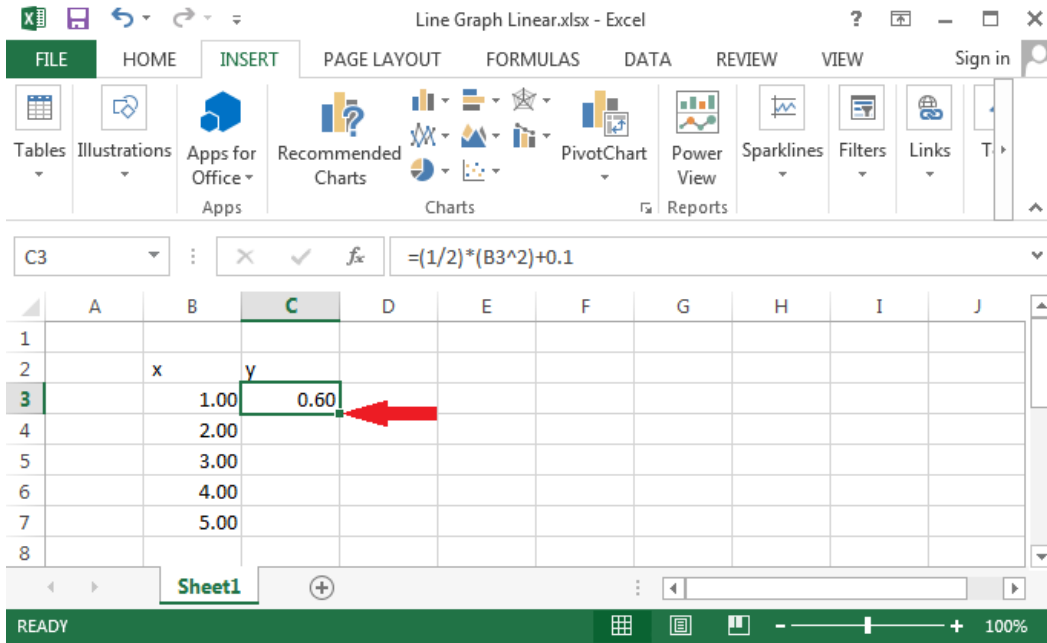 Line Graph Linear.xlsx - Excel ?
FILE HOME INSERT PAGE LAYOUT FORMULAS DATA REVIEW VIEW Sign in
Tables Illustrations Apps for Office Recommended Charts PivotChart Power View Sparklines Filters Links
Apps Charts Reports
C3 fx =(1/2)*(B3^2)+0.1
A B C D E F G H I J
1
2 x y
3 1.00 0.60
4 2.00
5 3.00
6 4.00
7 5.00
8
Sheet1
READY 100%